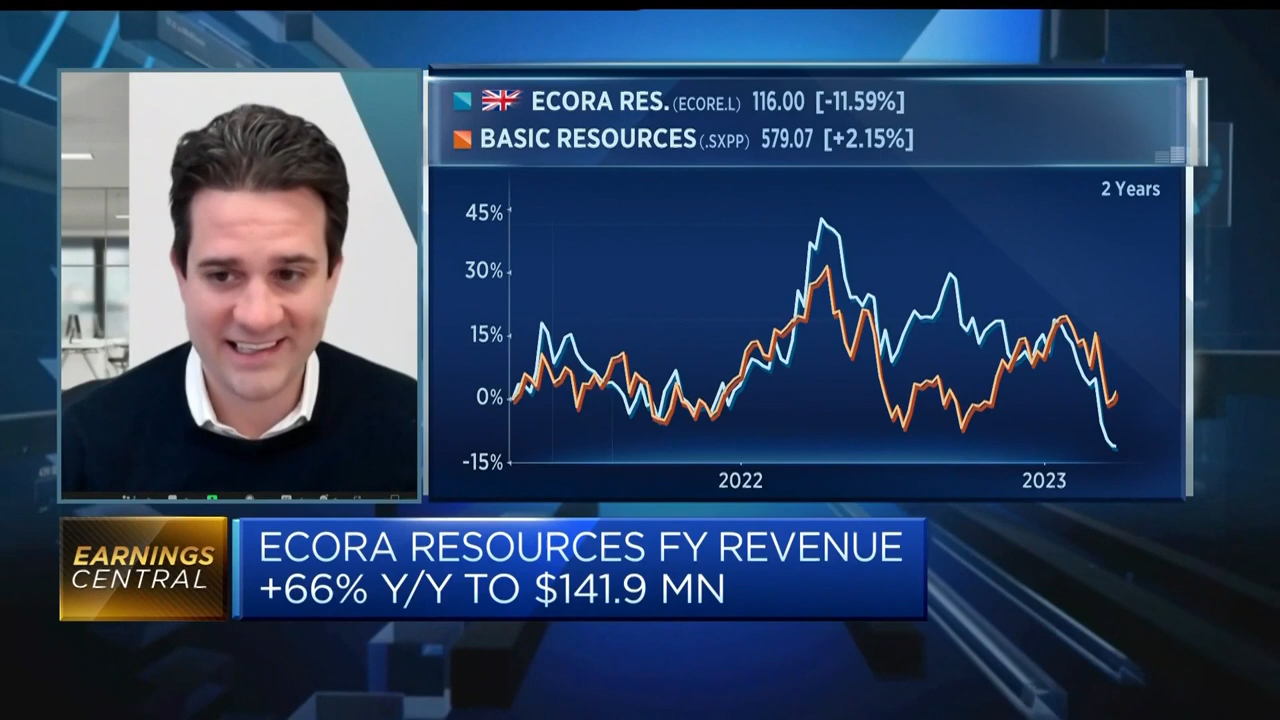 ECORA RES. (ECORE.L) 116.00 [-11.59%]
BASIC RESOURCES (.SXPP) 579.07 [+2.15%]
2 Years
45%
30%
15%
0%
-15%
2022
2023
EARNINGS
CENTRAL
ECORA RESOURCES FY REVENUE
+66% Y/Y TO $141.9 MN